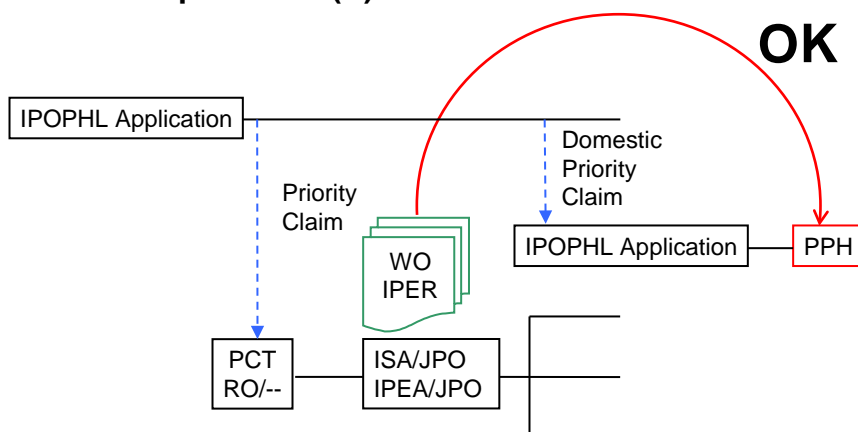 OK
IPOPHL Application
Domestic
Priority
Claim
Priority
Claim
IPOPHL Application
PPH
WO
IPER
PCT
RO/--
ISA/JPO
IPEA/JPO